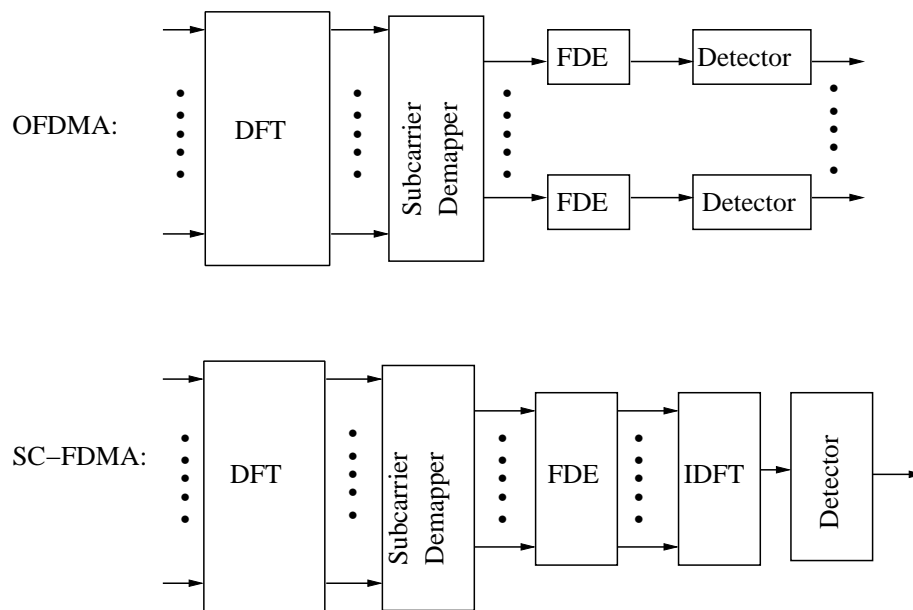 OFDMA:
DFT
Subcarrier
Demapper
FDE
Detector
FDE
Detector
SC–FDMA:
DFT
Subcarrier
Demapper
FDE
IDFT
Detector